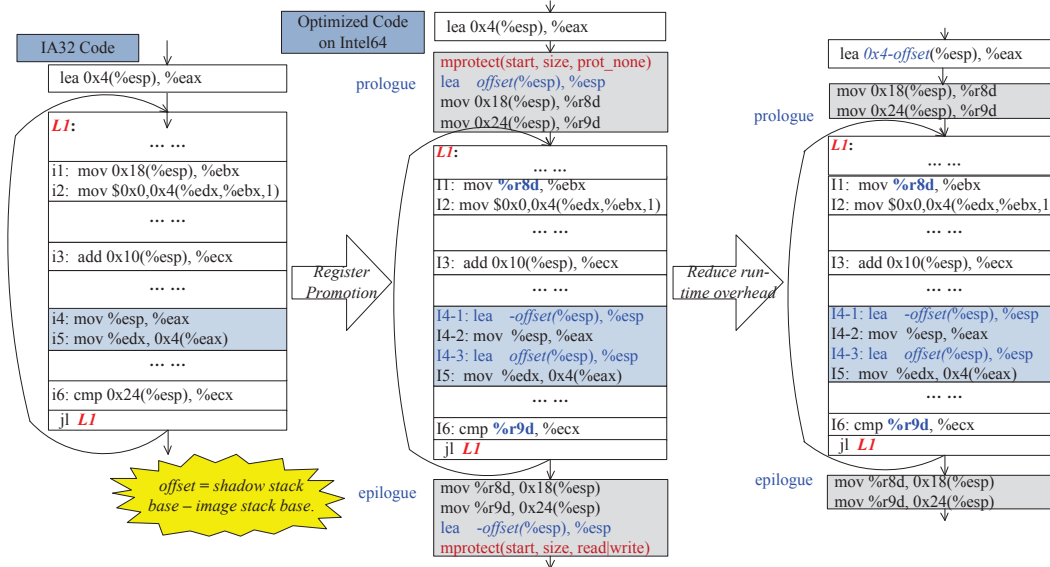 IA32 Code
lea 0x4(%esp), %eax
L1:
... ...
i1: mov 0x18(%esp), %ebx
i2: mov $0x0,0x4(%edx,%ebx,1)
... ...
i3: add 0x10(%esp), %ecx
... ...
i4: mov %esp, %eax
i5: mov %edx, 0x4(%eax)
... ...
i6: cmp 0x24(%esp), %ecx
jl L1
offset = shadow stack
base – image stack base.
Register
Promotion
Optimized Code
on Intel64
lea 0x4(%esp), %eax
prologue
mprotect(start, size, prot_none)
lea offset(%esp), %esp
mov 0x18(%esp), %r8d
mov 0x24(%esp), %r9d
L1:
... ...
I1: mov %r8d, %ebx
I2: mov $0x0,0x4(%edx,%ebx,1)
... ...
I3: add 0x10(%esp), %ecx
... ...
I4-1: lea -offset(%esp), %esp
I4-2: mov %esp, %eax
I4-3: lea offset(%esp), %esp
I5: mov %edx, 0x4(%eax)
... ...
I6: cmp %r9d, %ecx
jl L1
epilogue
mov %r8d, 0x18(%esp)
mov %r9d, 0x24(%esp)
lea -offset(%esp), %esp
mprotect(start, size, read|write)
Reduce run-
time overhead
lea 0x4-offset(%esp), %eax
prologue
mov 0x18(%esp), %r8d
mov 0x24(%esp), %r9d
L1:
... ...
I1: mov %r8d, %ebx
I2: mov $0x0,0x4(%edx,%ebx,1)
... ...
I3: add 0x10(%esp), %ecx
... ...
I4-1: lea -offset(%esp), %esp
I4-2: mov %esp, %eax
I4-3: lea offset(%esp), %esp
I5: mov %edx, 0x4(%eax)
... ...
I6: cmp %r9d, %ecx
jl L1
epilogue
mov %r8d, 0x18(%esp)
mov %r9d, 0x24(%esp)